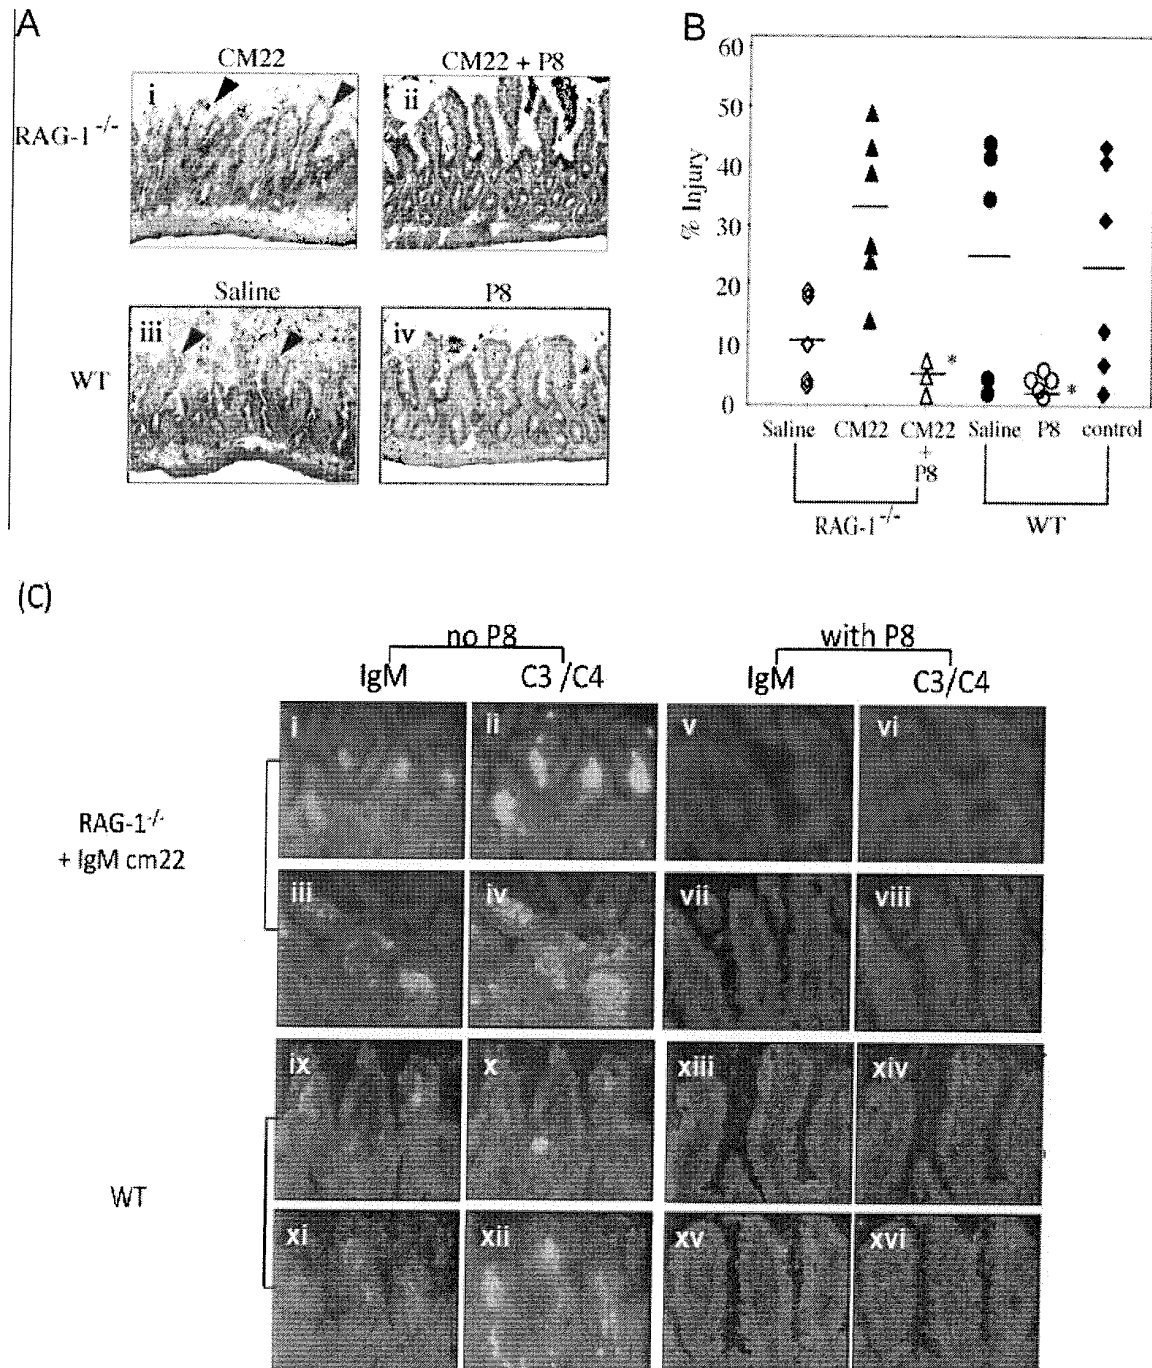 A
CM22
CM22 + P8
i
ii
RAG-1-/-
Saline
P8
iii
iv
WT
B
60
50
40
30
20
10
0
% Injury
Saline CM22 CM22 + P8 Saline P8 control
*
*
RAG-1-/-
WT
(C)
no P8
with P8
IgM
C3 /C4
IgM
C3/C4
i
ii
v
vi
RAG-1-/-
+ IgM cm22
iii
iv
vii
viii
ix
x
xiii
xiv
WT
xi
xii
xv
xvi